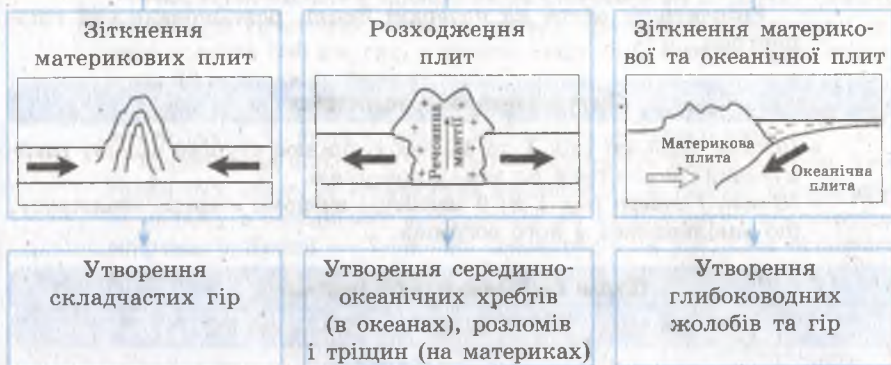 Зіткнення
материкових плит
Розходження
плит
Зіткнення материко-
вої та океанічної плит
Речовина
мантії
Материкова
плита
Океанічна
плита
Утворення
складчастих гір
Утворення серединно-
океанічних хребтів
(в океанах), розломів
і тріщин (на материках)
Утворення
глибоководних
жолобів та гір